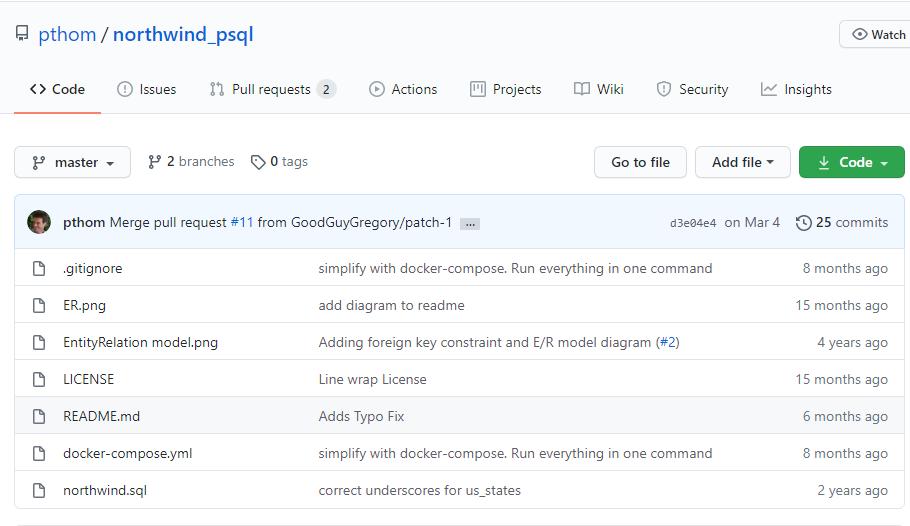 pthom / northwind_psql
Watch
Code Issues Pull requests 2 Actions Projects Wiki Security Insights
master 2 branches 0 tags Go to file Add file Code
pthom Merge pull request #11 from GoodGuyGregory/patch-1 ... d3e04e4 on Mar 4 25 commits
.gitignore simplify with docker-compose. Run everything in one command 8 months ago
ER.png add diagram to readme 15 months ago
EntityRelation model.png Adding foreign key constraint and E/R model diagram (#2) 4 years ago
LICENSE Line wrap License 15 months ago
README.md Adds Typo Fix 6 months ago
docker-compose.yml simplify with docker-compose. Run everything in one command 8 months ago
northwind.sql correct underscores for us_states 2 years ago